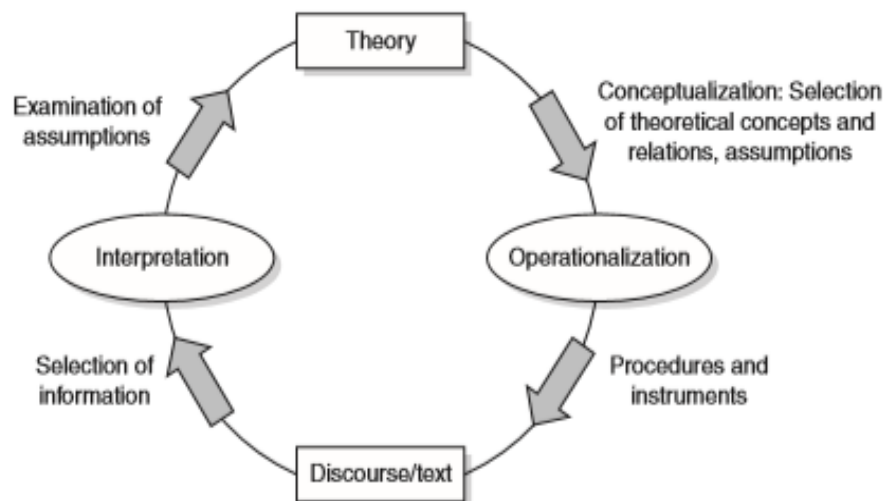 Theory
Examination of
assumptions
Conceptualization: Selection
of theoretical concepts and
relations, assumptions
Interpretation
Operationalization
Selection of
information
Procedures and
instruments
Discourse/text